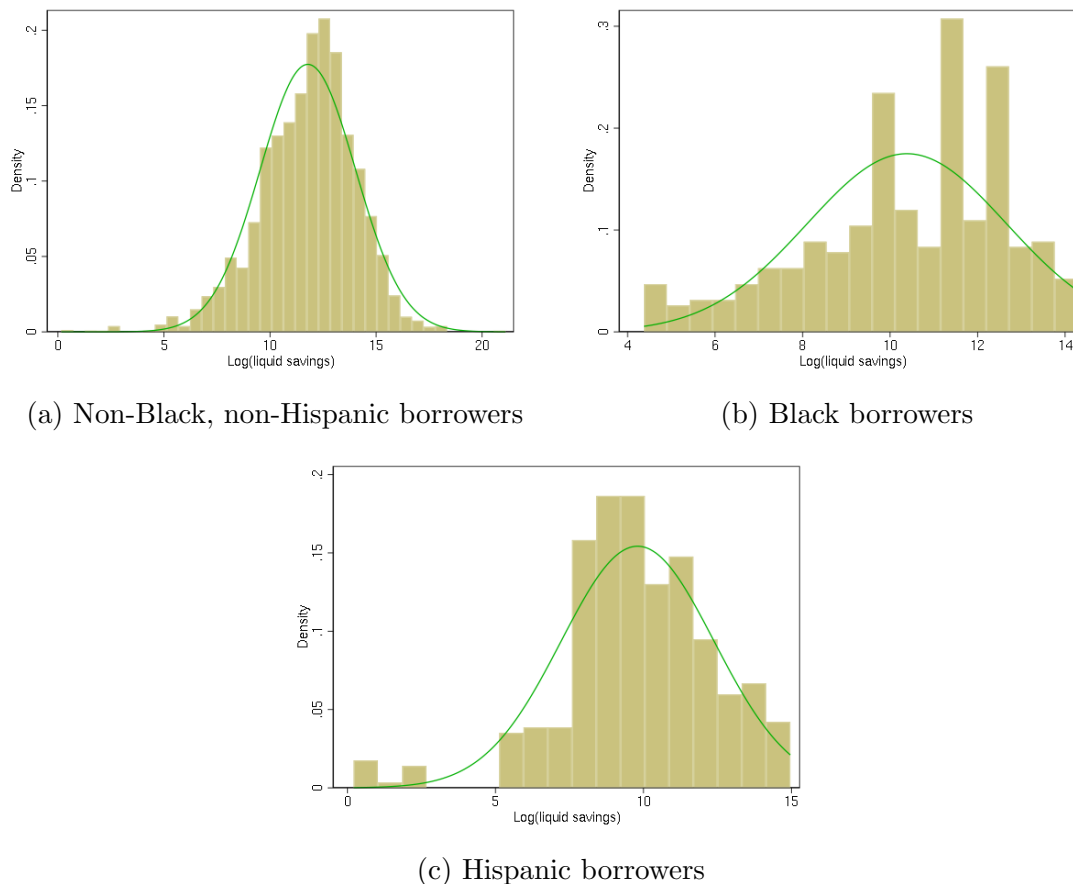 .2
.15
.1
.05
0
Density
0 5 10 15 20
Log(liquid savings)
(a) Non-Black, non-Hispanic borrowers
.3
.2
.1
0
Density
4 6 8 10 12 14
Log(liquid savings)
(b) Black borrowers
.2
.15
.1
.05
0
Density
0 5 10 15
Log(liquid savings)
(c) Hispanic borrowers